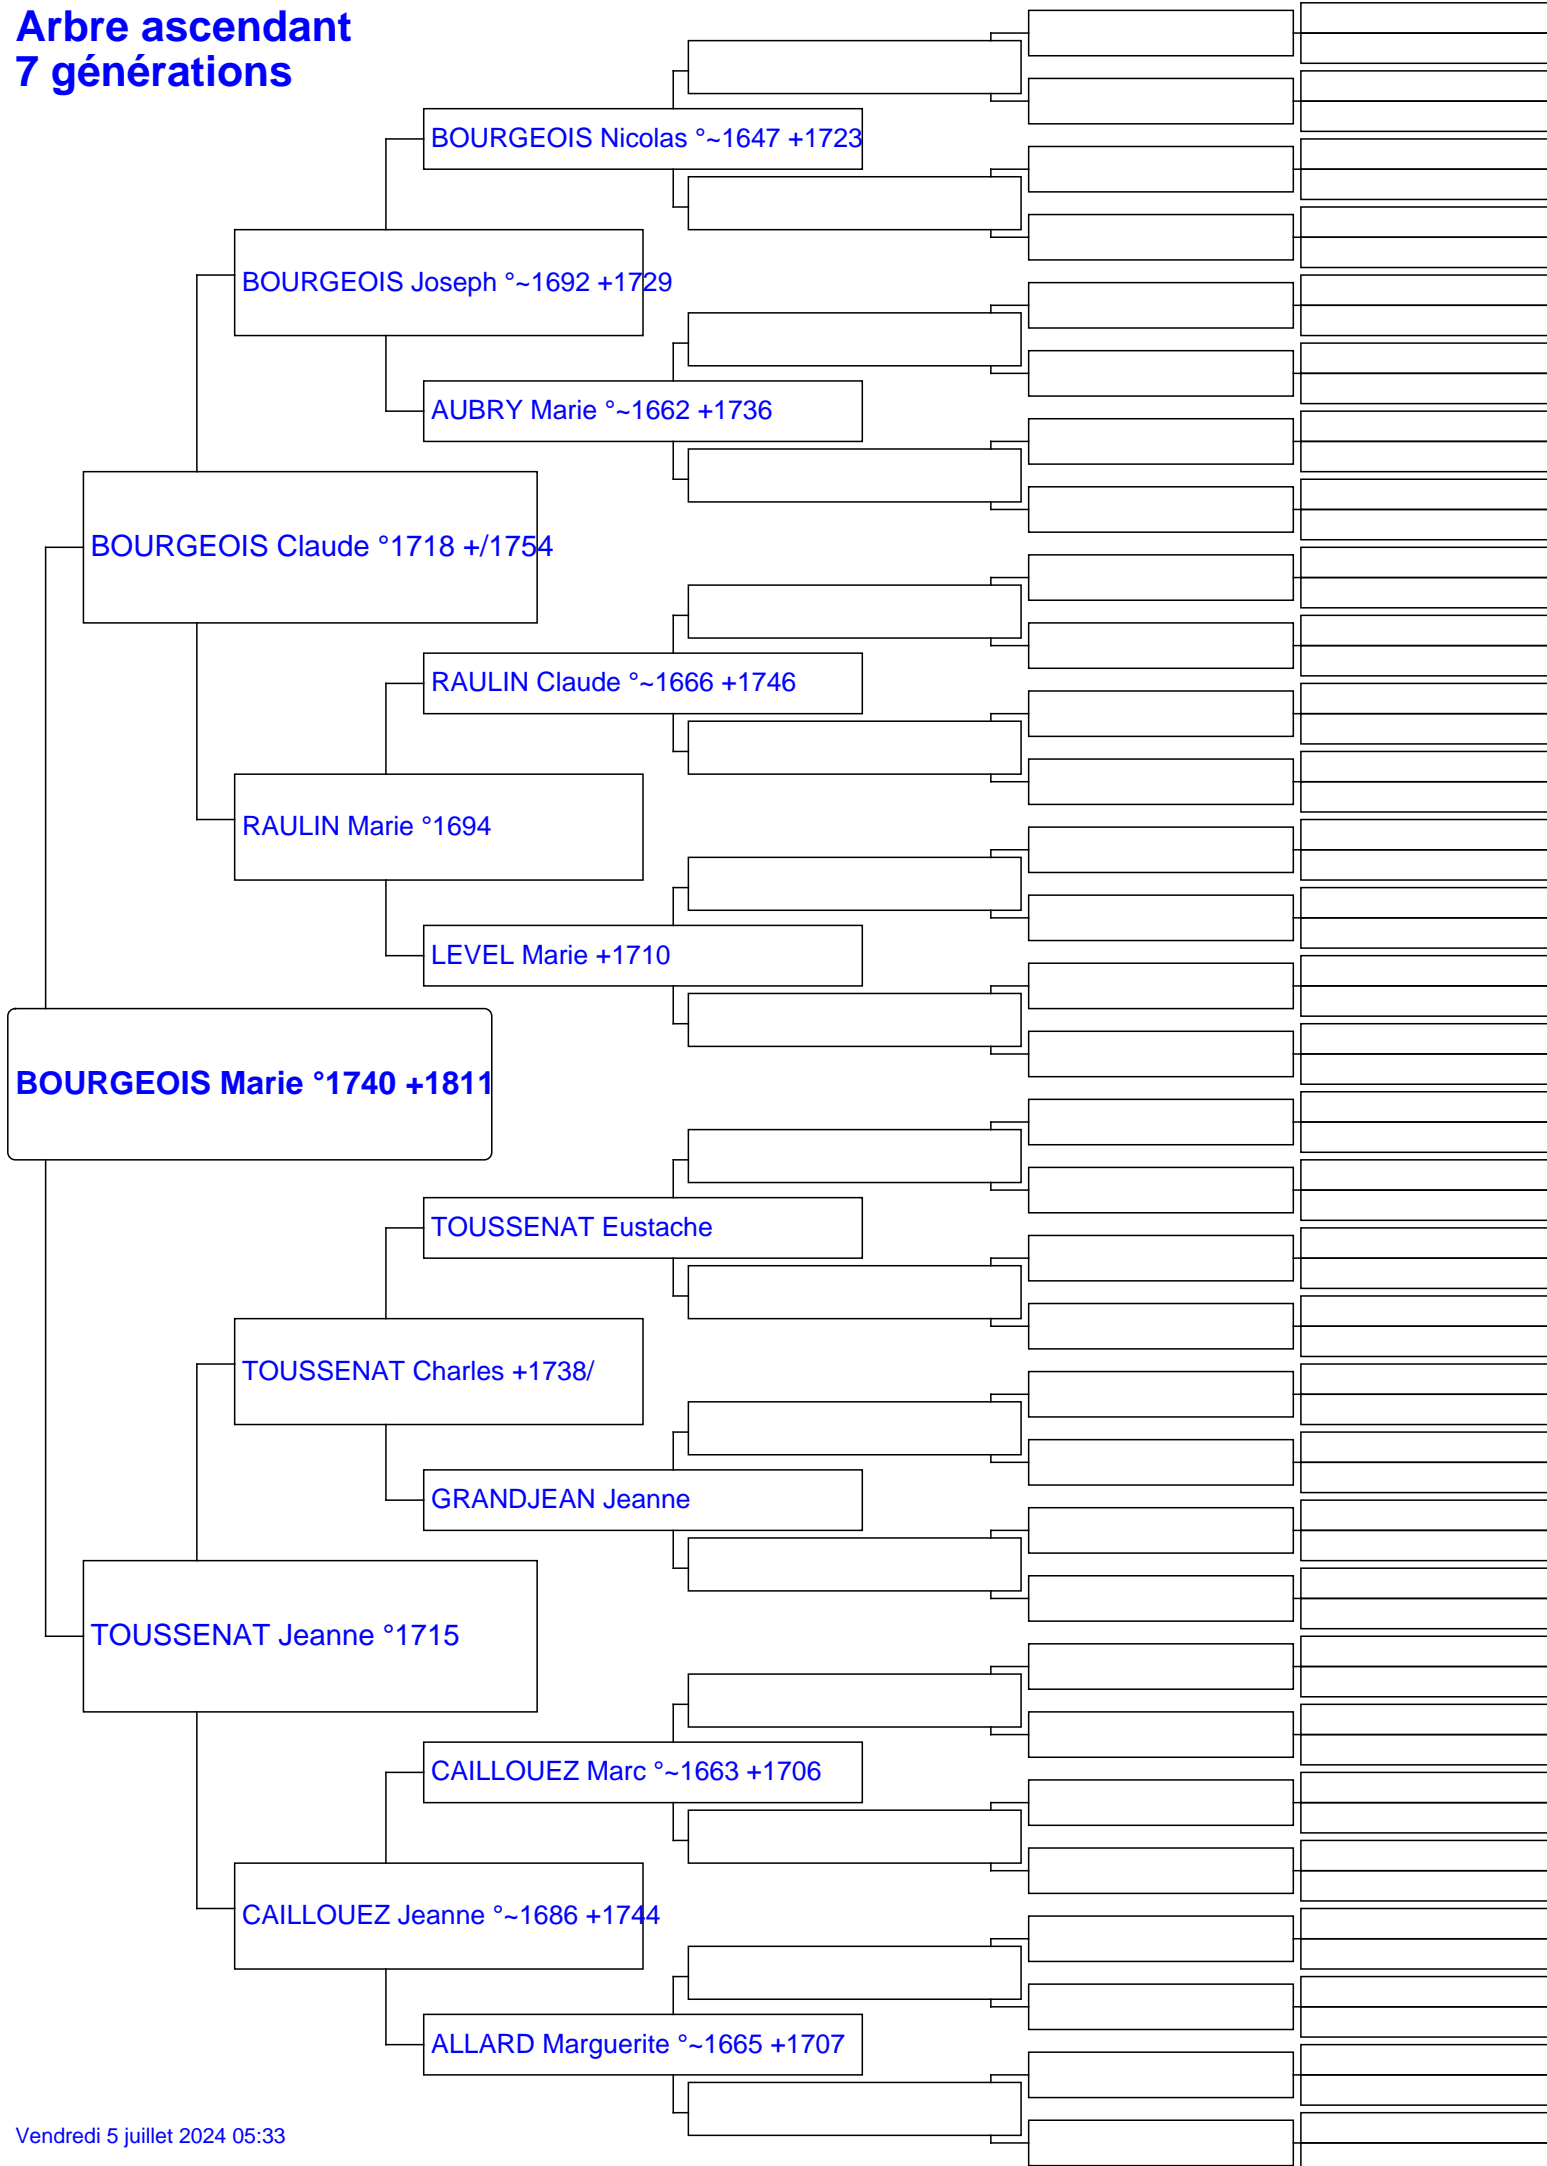 Arbre ascendant
7 générations
BOURGEOIS Nicolas °~1647 +1723
BOURGEOIS Joseph °~1692 +1729
AUBRY Marie °~1662 +1736
BOURGEOIS Claude °1718 +/1754
RAULIN Claude °~1666 +1746
RAULIN Marie °1694
LEVEL Marie +1710
BOURGEOIS Marie °1740 +1811
TOUSSENAT Eustache
TOUSSENAT Charles +1738/
GRANDJEAN Jeanne
TOUSSENAT Jeanne °1715
CAILLOUEZ Marc °~1663 +1706
CAILLOUEZ Jeanne °~1686 +1744
ALLARD Marguerite °~1665 +1707
Vendredi 5 juillet 2024 05:33